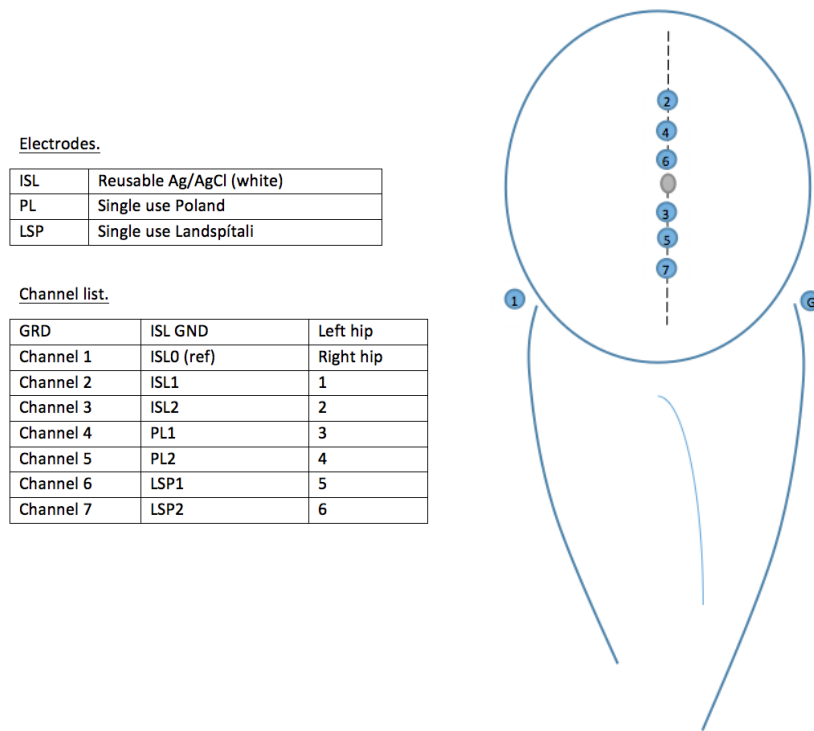 Electrodes.
ISL Reusable Ag/AgCl (white)
PL Single use Poland
LSP Single use Landspítali
Channel list.
GRD ISL GND Left hip
Channel 1 ISL0 (ref) Right hip
Channel 2 ISL1 1
Channel 3 ISL2 2
Channel 4 PL1 3
Channel 5 PL2 4
Channel 6 LSP1 5
Channel 7 LSP2 6
2
4
6
3
5
7
1
G